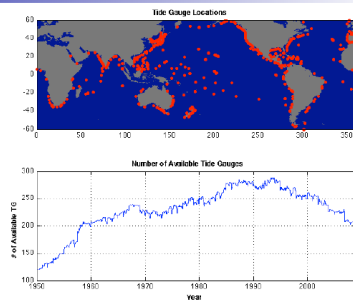 Tide Gauge Locations
60
40
20
0
-20
-40
-60
0 50 100 150 200 250 300 350
Number of Available Tide Gauges
300
250
200
150
100
# of Available TG
1950 1960 1970 1980 1990 2000
Year